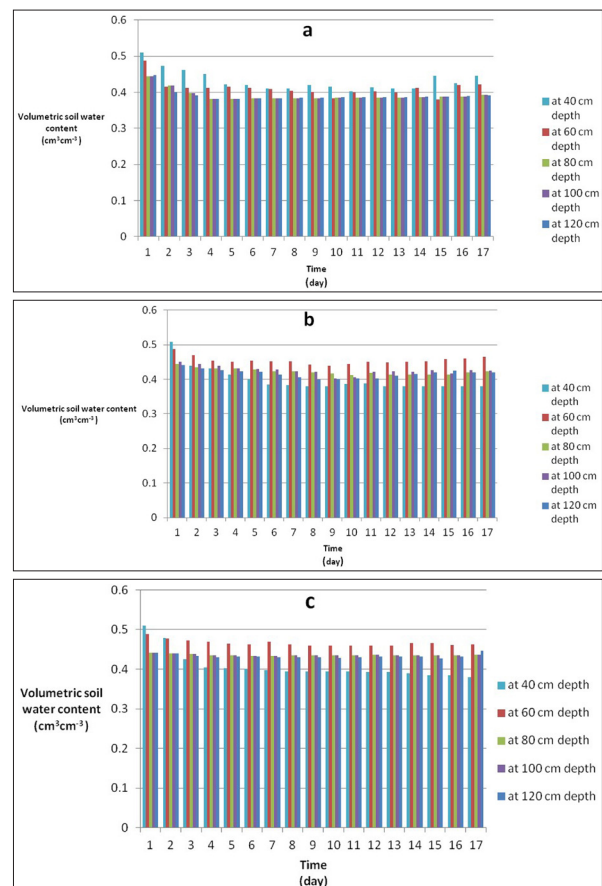 a
Volumetric soil water
content
(cm³cm⁻³)
0.6
0.5
0.4
0.3
0.2
0.1
0
1 2 3 4 5 6 7 8 9 10 11 12 13 14 15 16 17
Time
(day)
at 40 cm
depth
at 60 cm
depth
at 80 cm
depth
at 100 cm
depth
at 120 cm
depth
b
Volumetric soil water content
(cm³cm⁻³)
0.6
0.5
0.4
0.3
0.2
0.1
0
1 2 3 4 5 6 7 8 9 10 11 12 13 14 15 16 17
Time
(day)
at 40 cm
depth
at 60 cm
depth
at 80 cm
depth
at 100 cm
depth
at 120 cm
depth
c
Volumetric soil
water content
(cm³cm⁻³)
0.6
0.5
0.4
0.3
0.2
0.1
0
1 2 3 4 5 6 7 8 9 10 11 12 13 14 15 16 17
Time
(day)
at 40 cm depth
at 60 cm depth
at 80 cm depth
at 100 cm depth
at 120 cm depth